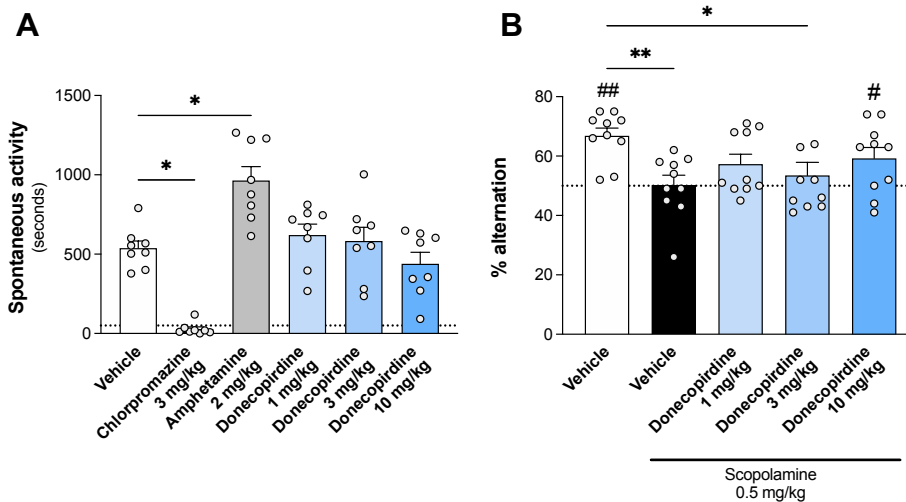 A
Spontaneous activity
(seconds)
1500
1000
500
0
*
*
Vehicle
Chlorpromazine
3 mg/kg
Amphetamine
2 mg/kg
Donecopirdine
1 mg/kg
Donecopirdine
3 mg/kg
Donecopirdine
10 mg/kg
B
% alternation
80
60
40
20
0
*
**
##
#
Vehicle
Vehicle
Donecopirdine
1 mg/kg
Donecopirdine
3 mg/kg
Donecopirdine
10 mg/kg
Scopolamine
0.5 mg/kg